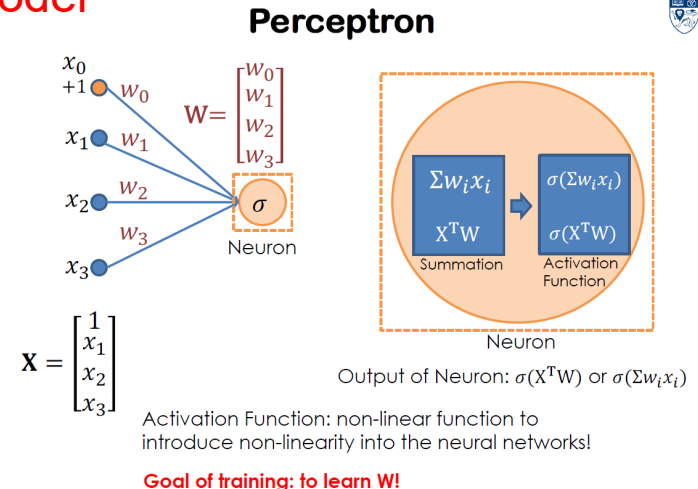 Perceptron
x₀
+1
w₀
x₁
w₁
x₂
w₂
w₃
x₃
W= [w₀
w₁
w₂
w₃]
σ
Neuron
Σwᵢxᵢ
XᵀW
Summation
σ(Σwᵢxᵢ)
σ(XᵀW)
Activation
Function
Neuron
X = [1
x₁
x₂
x₃]
Output of Neuron: σ(XᵀW) or σ(Σwᵢxᵢ)
Activation Function: non-linear function to
introduce non-linearity into the neural networks!
Goal of training: to learn W!